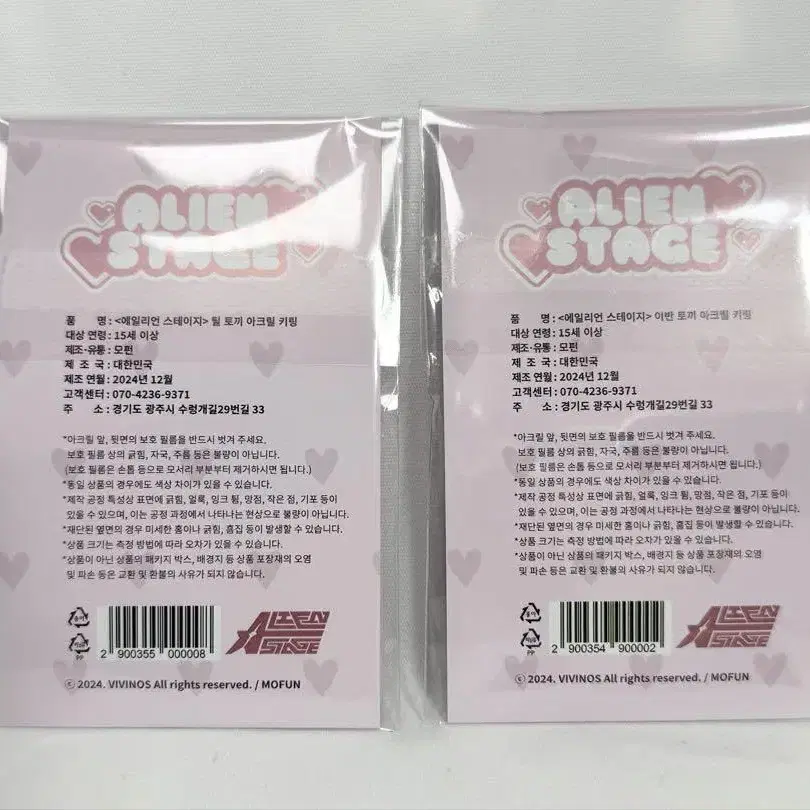 ALIEN
STAGE
품 명 : <에일리언 스테이지> 틸 토끼 아크릴 키링
대상 연령 : 15세 이상
제조·유통 : 모펀
제 조 국 : 대한민국
제조 연월 : 2024년 12월
고객센터 : 070-4236-9371
주 소 : 경기도 광주시 수렁개길29번길 33
*아크릴 앞, 뒷면의 보호 필름을 반드시 벗겨 주세요.
보호 필름 상의 긁힘, 자국, 주름 등은 불량이 아닙니다.
(보호 필름은 손톱 등으로 모서리 부분부터 제거하시면 됩니다.)
*동일 상품의 경우에도 색상 차이가 있을 수 있습니다.
*제작 공정 특성상 표면에 긁힘, 얼룩, 잉크 튐, 망점, 작은 점, 기포 등이
있을 수 있으며, 이는 공정 과정에서 나타나는 현상으로 불량이 아닙니다.
*재단된 옆면의 경우 미세한 홈이나 긁힘, 흠집 등이 발생할 수 있습니다.
*상품 크기는 측정 방법에 따라 오차가 있을 수 있습니다.
*상품이 아닌 상품의 패키지 박스, 배경지 등 상품 포장재의 오염
및 파손 등은 교환 및 환불의 사유가 되지 않습니다.
종이
PP
2 900355 000008
ALIEN
STAGE
© 2024. VIVINOS All rights reserved. / MOFUN
ALIEN
STAGE
품 명 : <에일리언 스테이지> 이반 토끼 아크릴 키링
대상 연령 : 15세 이상
제조·유통 : 모펀
제 조 국 : 대한민국
제조 연월 : 2024년 12월
고객센터 : 070-4236-9371
주 소 : 경기도 광주시 수렁개길29번길 33
*아크릴 앞, 뒷면의 보호 필름을 반드시 벗겨 주세요.
보호 필름 상의 긁힘, 자국, 주름 등은 불량이 아닙니다.
(보호 필름은 손톱 등으로 모서리 부분부터 제거하시면 됩니다.)
*동일 상품의 경우에도 색상 차이가 있을 수 있습니다.
*제작 공정 특성상 표면에 긁힘, 얼룩, 잉크 튐, 망점, 작은 점, 기포 등이
있을 수 있으며, 이는 공정 과정에서 나타나는 현상으로 불량이 아닙니다.
*재단된 옆면의 경우 미세한 홈이나 긁힘, 흠집 등이 발생할 수 있습니다.
*상품 크기는 측정 방법에 따라 오차가 있을 수 있습니다.
*상품이 아닌 상품의 패키지 박스, 배경지 등 상품 포장재의 오염
및 파손 등은 교환 및 환불의 사유가 되지 않습니다.
종이
PP
2 900354 900002
ALIEN
STAGE
© 2024. VIVINOS All rights reserved. / MOFUN